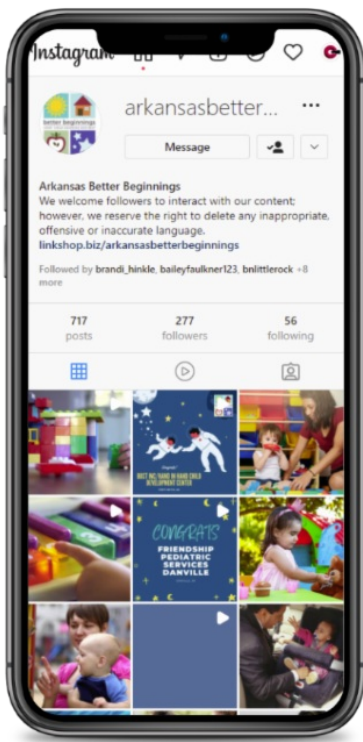 Instagram
better beginnings
arkansasbetter... ...
Message
Arkansas Better Beginnings
We welcome followers to interact with our content;
however, we reserve the right to delete any inappropriate,
offensive or inaccurate language.
linkshop.biz/arkansasbetterbeginnings
Followed by brandi_hinkle, baileyfaulkner123, bnlittlerock +8
more
717 277 56
posts followers following
DEVELOPMENT CENTER
CONGRATS
FRIENDSHIP
PEDIATRIC
SERVICES
DANVILLE